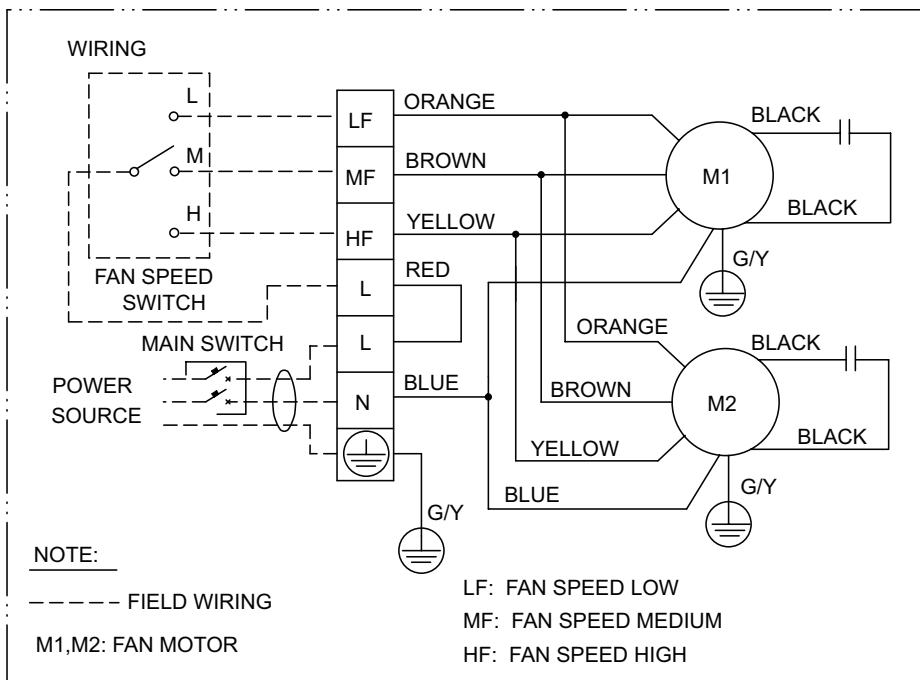 WIRING
L
M
H
FAN SPEED
SWITCH
LF
MF
HF
L
L
N
ORANGE
BROWN
YELLOW
RED
BLUE
M1
BLACK
BLACK
G/Y
MAIN SWITCH
POWER
SOURCE
ORANGE
BROWN
YELLOW
BLUE
M2
BLACK
BLACK
G/Y
G/Y
NOTE:
FIELD WIRING
M1,M2: FAN MOTOR
LF: FAN SPEED LOW
MF: FAN SPEED MEDIUM
HF: FAN SPEED HIGH